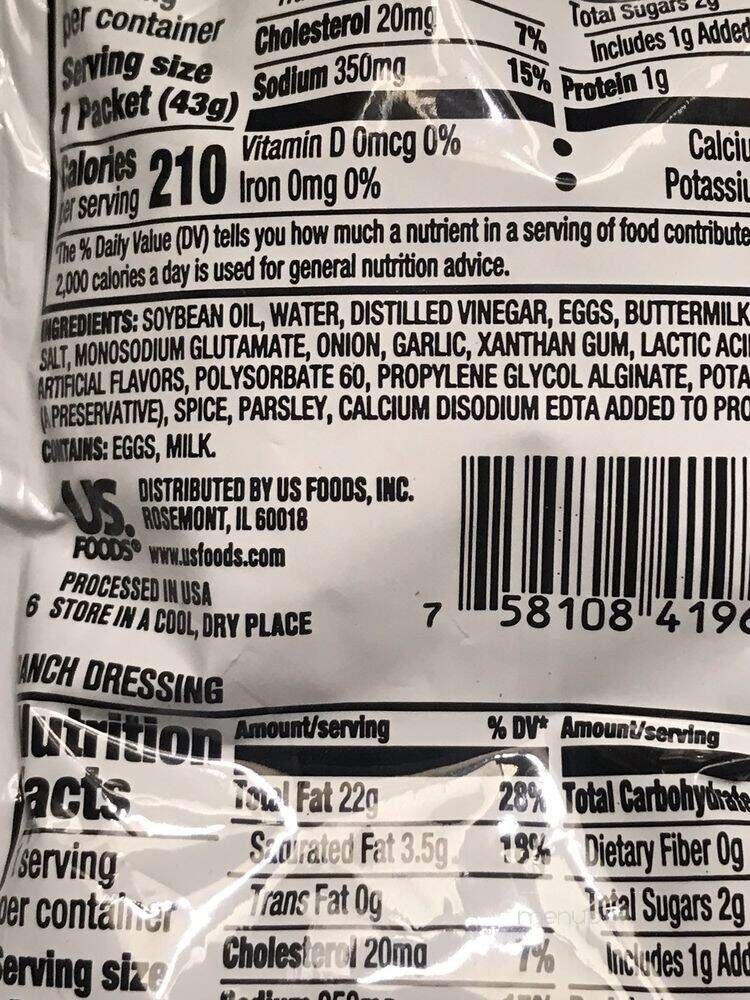 per container
Serving size
1 Packet (43g)
Calories per serving 210
Cholesterol 20mg 7%
Sodium 350mg 15%
Total Sugars 2g
Includes 1g Added
Protein 1g
Vitamin D 0mcg 0% • Calciu
Iron 0mg 0% • Potassiu
The % Daily Value (DV) tells you how much a nutrient in a serving of food contribute
2,000 calories a day is used for general nutrition advice.
INGREDIENTS: SOYBEAN OIL, WATER, DISTILLED VINEGAR, EGGS, BUTTERMILK
SALT, MONOSODIUM GLUTAMATE, ONION, GARLIC, XANTHAN GUM, LACTIC ACI
ARTIFICIAL FLAVORS, POLYSORBATE 60, PROPYLENE GLYCOL ALGINATE, POTA
(A PRESERVATIVE), SPICE, PARSLEY, CALCIUM DISODIUM EDTA ADDED TO PRO
CONTAINS: EGGS, MILK.
US.
FOODS®
DISTRIBUTED BY US FOODS, INC.
ROSEMONT, IL 60018
www.usfoods.com
PROCESSED IN USA
6 STORE IN A COOL, DRY PLACE
7 58108 4196
ANCH DRESSING
Nutrition
Facts
serving
per container
Serving size
Amount/serving % DV* Amount/serving
Total Fat 22g 28% Total Carbohydrate
Saturated Fat 3.5g 18% Dietary Fiber 0g
Trans Fat 0g Total Sugars 2g
Cholesterol 20mg 7% Includes 1g Add